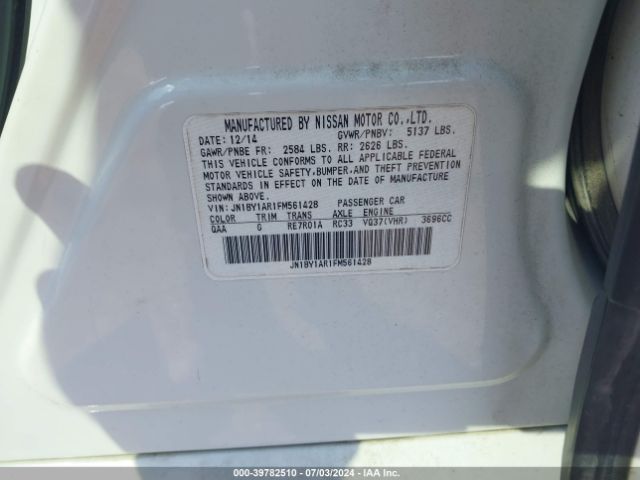 MANUFACTURED BY NISSAN MOTOR CO.,LTD.
DATE: 12/14 GVWR/PNBV: 5137 LBS.
GAWR/PNBE FR: 2584 LBS. RR: 2626 LBS.
THIS VEHICLE CONFORMS TO ALL APPLICABLE FEDERAL
MOTOR VEHICLE SAFETY,BUMPER,AND THEFT PREVENTION
STANDARDS IN EFFECT ON THE DATE OF MANUFACTURE
SHOWN ABOVE.
VIN: JN1BY1AR1FM561428 PASSENGER CAR
COLOR TRIM TRANS AXLE ENGINE
QAA G RE7R01A RC33 VQ37(VHR) 3696CC
JN1BY1AR1FM561428
000-39782510 - 07/03/2024 - IAA Inc.